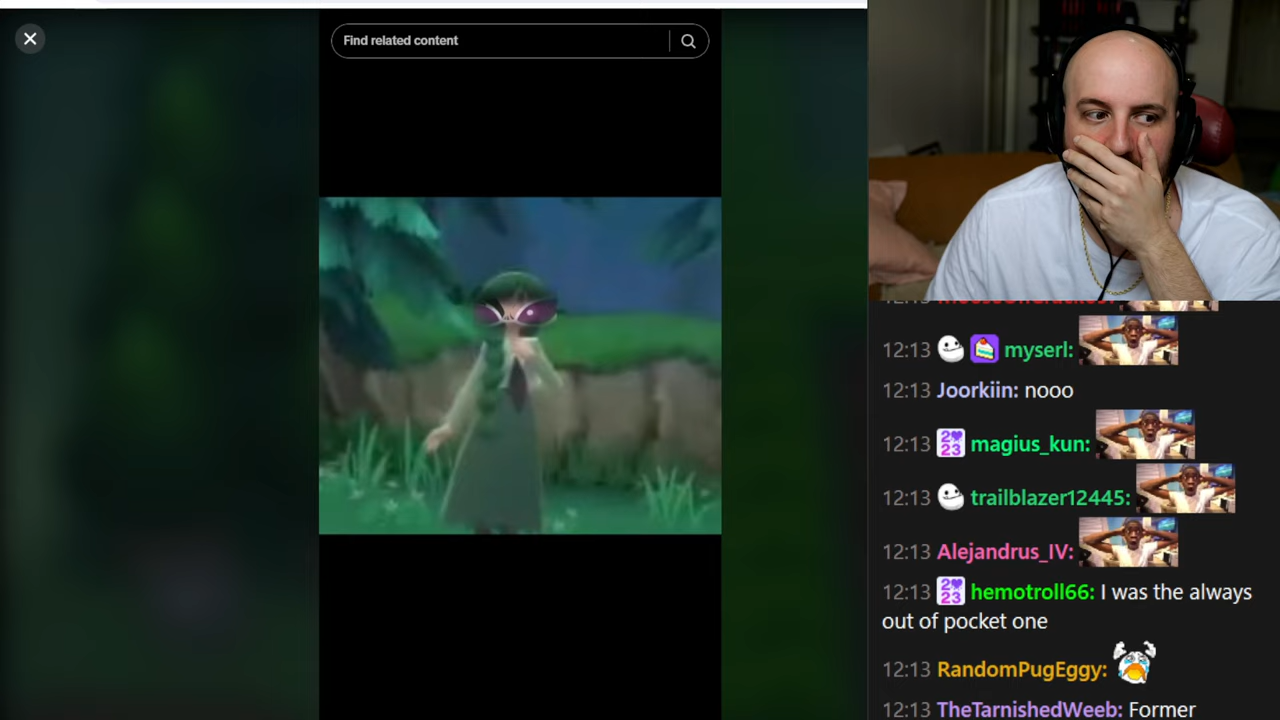 Find related content
12:13 myserl:
12:13 Joorkiin: nooo
12:13 magius_kun:
12:13 trailblazer12445:
12:13 Alejandrus_IV:
12:13 hemotroll66: I was the always
out of pocket one
12:13 RandomPugEggy:
12:13 TheTarnishedWeeb: Former